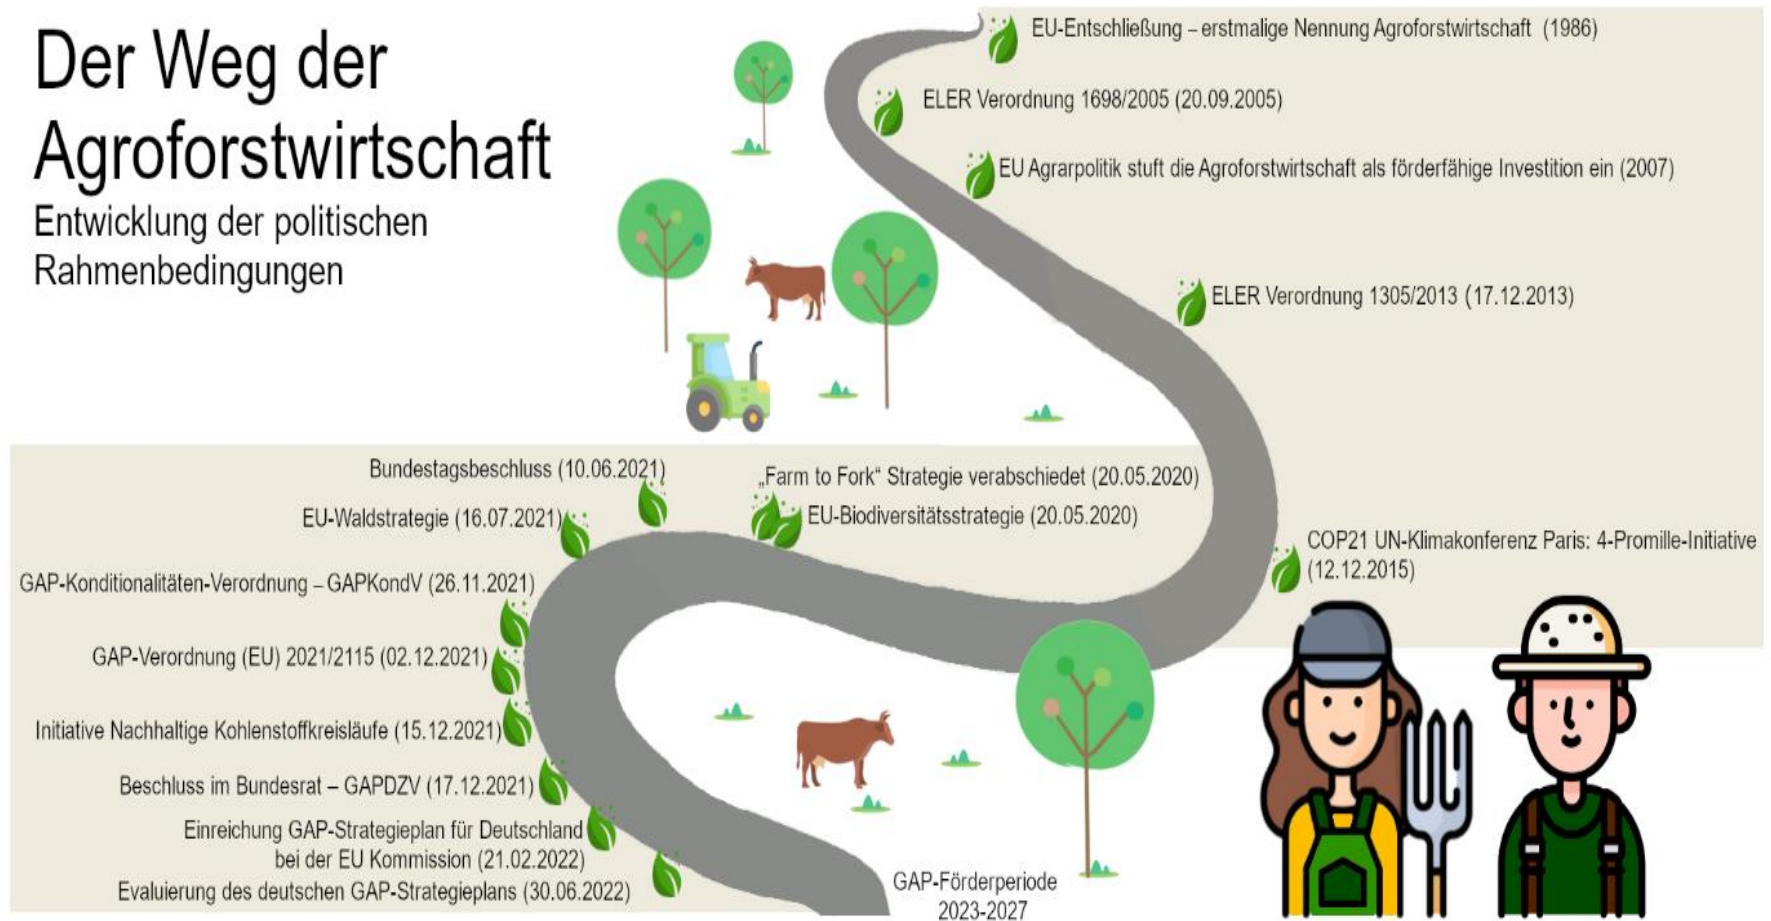 Der Weg der
Agroforstwirtschaft
Entwicklung der politischen
Rahmenbedingungen
EU-Entschließung – erstmalige Nennung Agroforstwirtschaft (1986)
ELER Verordnung 1698/2005 (20.09.2005)
EU Agrarpolitik stuft die Agroforstwirtschaft als förderfähige Investition ein (2007)
ELER Verordnung 1305/2013 (17.12.2013)
COP21 UN-Klimakonferenz Paris: 4-Promille-Initiative
(12.12.2015)
„Farm to Fork“ Strategie verabschiedet (20.05.2020)
EU-Biodiversitätsstrategie (20.05.2020)
Bundestagsbeschluss (10.06.2021)
EU-Waldstrategie (16.07.2021)
GAP-Konditionalitäten-Verordnung – GAPKondV (26.11.2021)
GAP-Verordnung (EU) 2021/2115 (02.12.2021)
Initiative Nachhaltige Kohlenstoffkreisläufe (15.12.2021)
Beschluss im Bundesrat – GAPDZV (17.12.2021)
Einreichung GAP-Strategieplan für Deutschland
bei der EU Kommission (21.02.2022)
Evaluierung des deutschen GAP-Strategieplans (30.06.2022)
GAP-Förderperiode
2023-2027